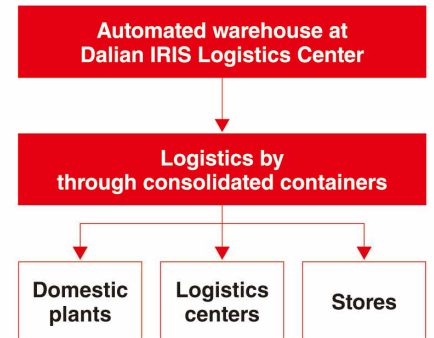 Automated warehouse at
Dalian IRIS Logistics Center
Logistics by
through consolidated containers
Domestic
plants
Logistics
centers
Stores